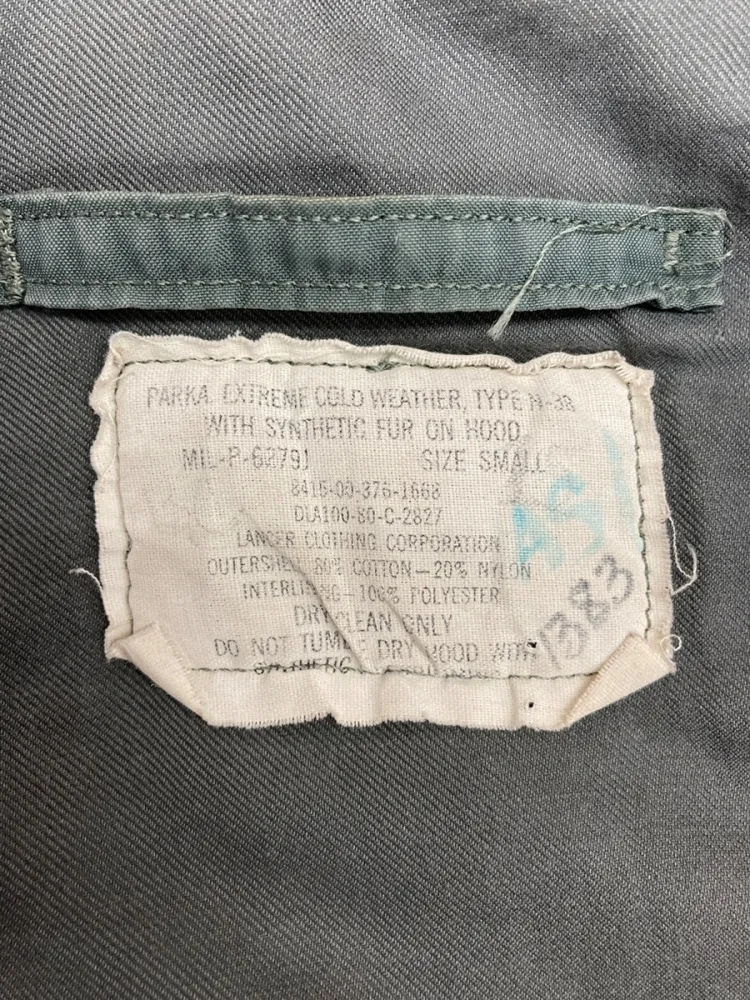 PARKA, EXTREME COLD WEATHER, TYPE N-3B
WITH SYNTHETIC FUR ON HOOD
MIL-P-6279J SIZE SMALL
8415-00-376-1668
DLA100-80-C-2827
LANCER CLOTHING CORPORATION
OUTERSHELL 80% COTTON—20% NYLON
INTERLINING—100% POLYESTER
DRY CLEAN ONLY
DO NOT TUMBLE DRY HOOD WITH
SYNTHETIC
1383